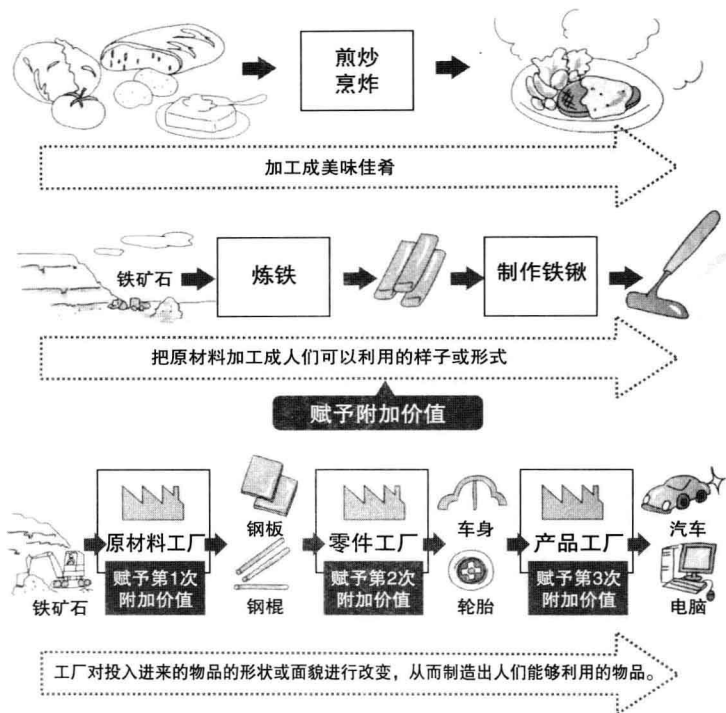 煎炒
烹炸
加工成美味佳肴
铁矿石
炼铁
制作铁锹
把原材料加工成人们可以利用的样子或形式
赋予附加价值
原材料工厂
赋予第1次
附加价值
钢板
钢棍
零件工厂
赋予第2次
附加价值
车身
轮胎
产品工厂
赋予第3次
附加价值
汽车
电脑
铁矿石
工厂对投入进来的物品的形状或面貌进行改变，从而制造出人们能够利用的物品。